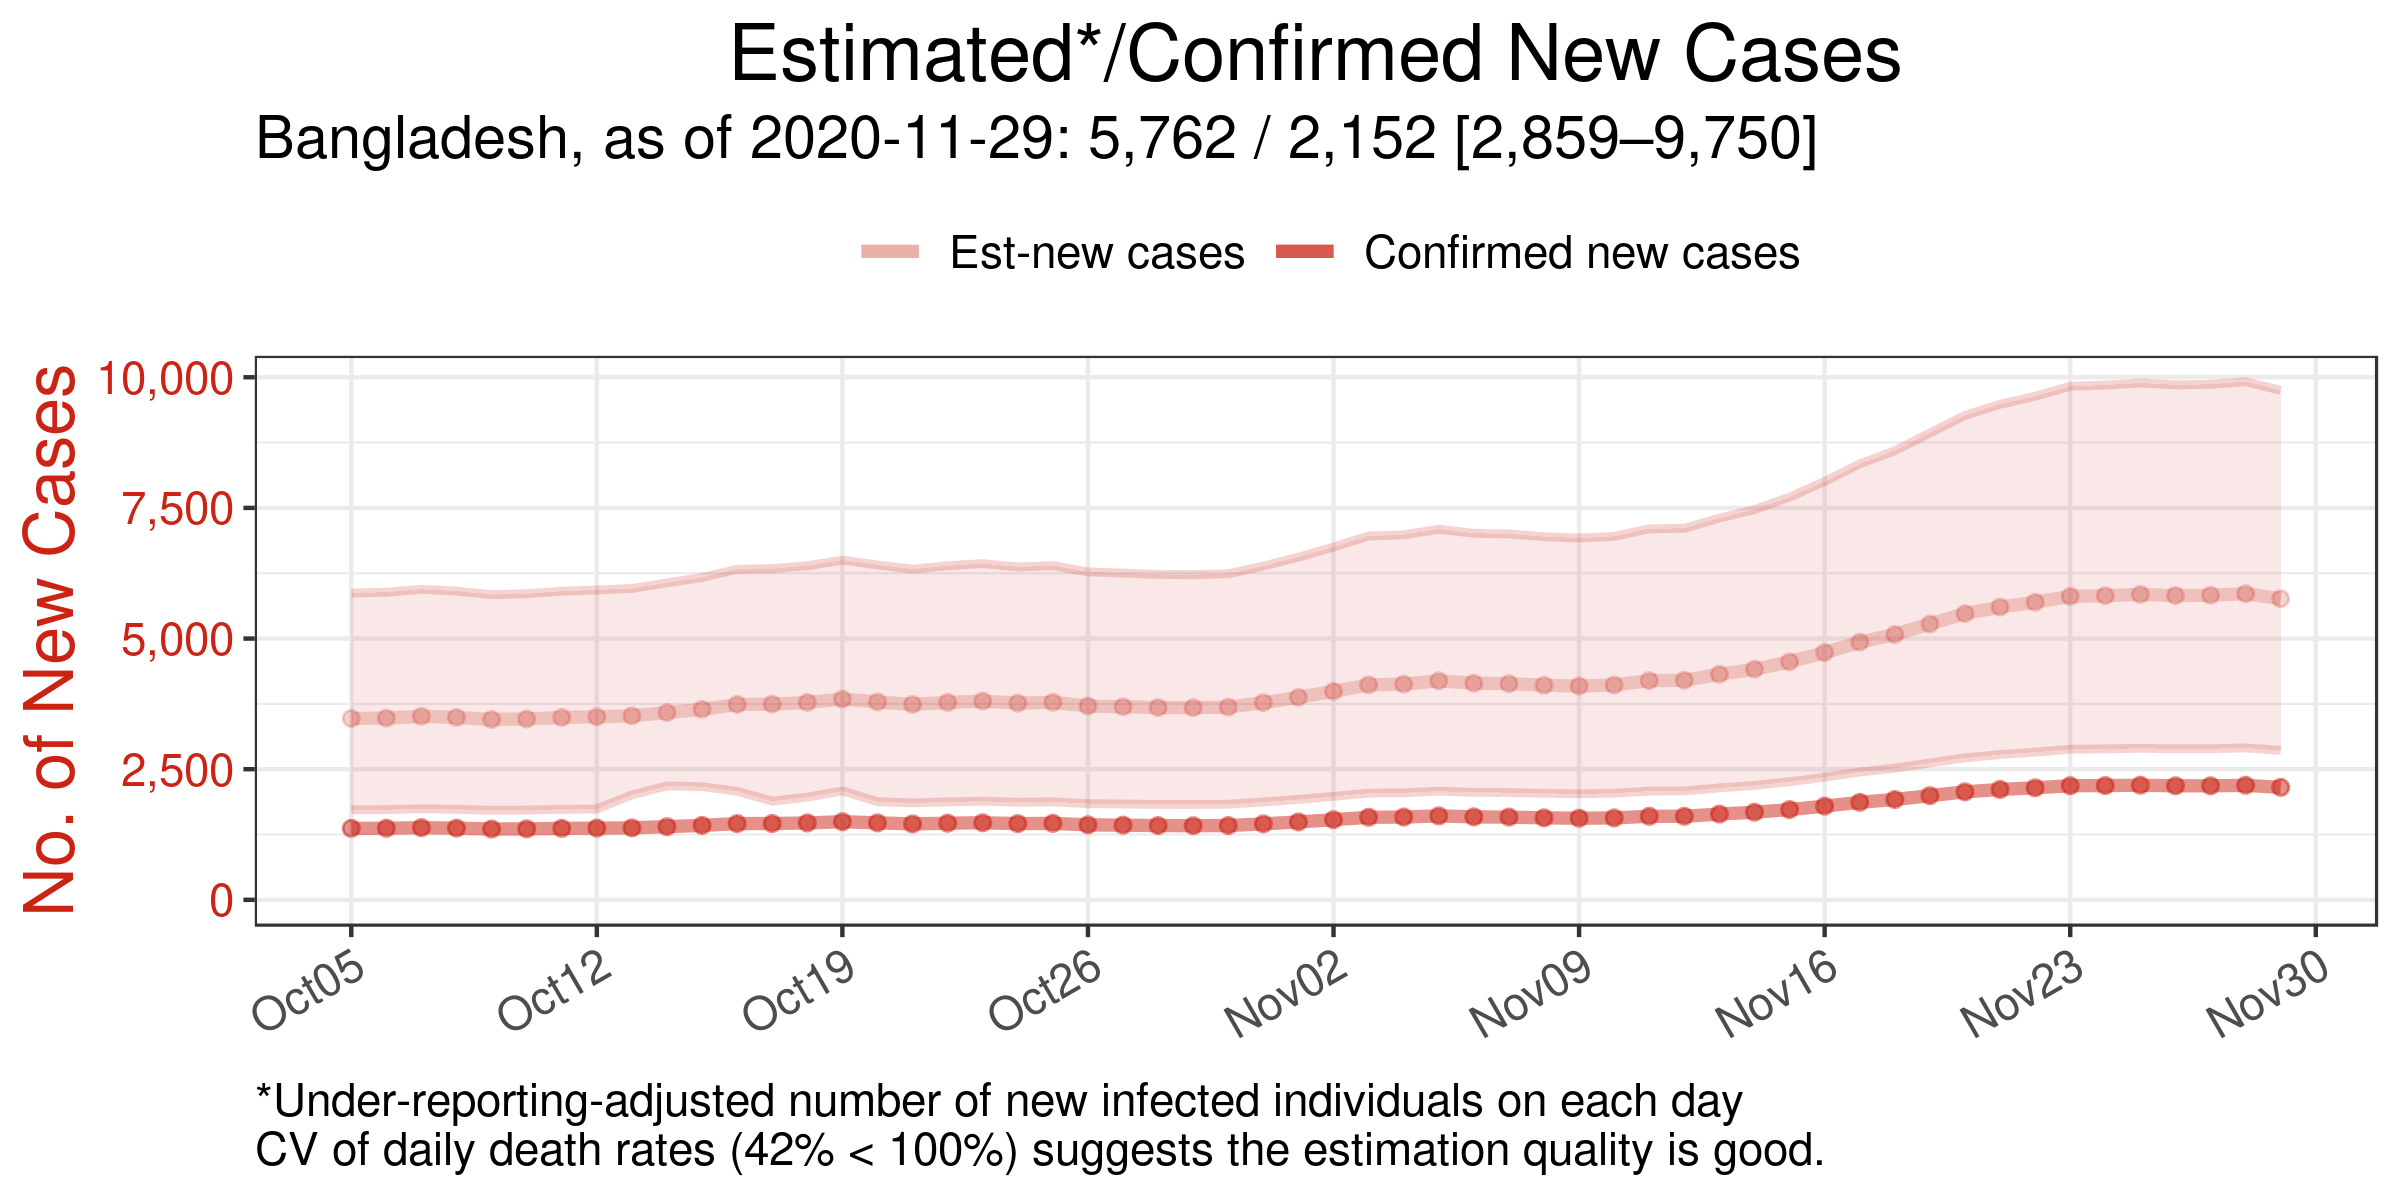 Estimated*/Confirmed New Cases
Bangladesh, as of 2020-11-29: 5,762 / 2,152 [2,859–9,750]
Est-new cases Confirmed new cases
No. of New Cases
10,000
7,500
5,000
2,500
0
Oct05 Oct12 Oct19 Oct26 Nov02 Nov09 Nov16 Nov23 Nov30
*Under-reporting-adjusted number of new infected individuals on each day
CV of daily death rates (42% < 100%) suggests the estimation quality is good.